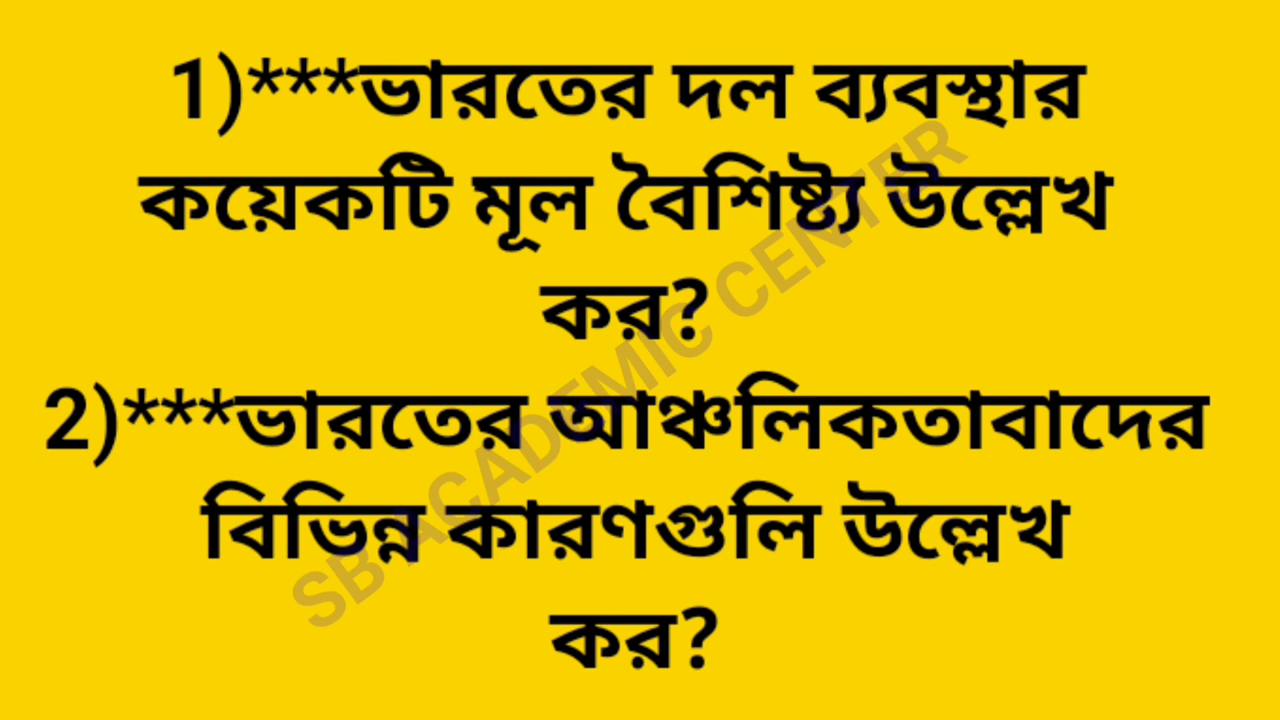 1)***ভারতের দল ব্যবস্থার
কয়েকটি মূল বৈশিষ্ট্য উল্লেখ
কর?
2)***ভারতের আঞ্চলিকতাবাদের
বিভিন্ন কারণগুলি উল্লেখ
কর?
SB ACADEMIC CENTER